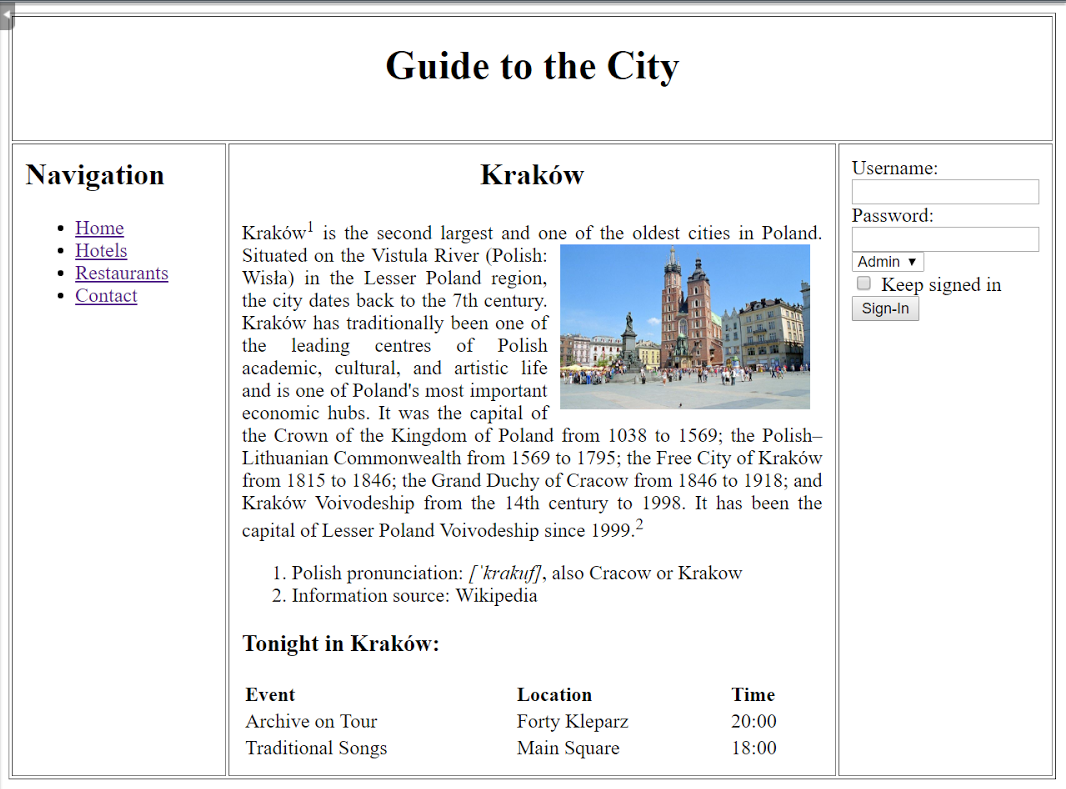 Guide to the City
Navigation
Home
Hotels
Restaurants
Contact
Kraków
Kraków1 is the second largest and one of the oldest cities in Poland.
Situated on the Vistula River (Polish:
Wisła) in the Lesser Poland region,
the city dates back to the 7th century.
Kraków has traditionally been one of
the leading centres of Polish
academic, cultural, and artistic life
and is one of Poland's most important
economic hubs. It was the capital of
the Crown of the Kingdom of Poland from 1038 to 1569; the Polish–
Lithuanian Commonwealth from 1569 to 1795; the Free City of Kraków
from 1815 to 1846; the Grand Duchy of Cracow from 1846 to 1918; and
Kraków Voivodeship from the 14th century to 1998. It has been the
capital of Lesser Poland Voivodeship since 1999.2
1. Polish pronunciation: [ˈkrakuf], also Cracow or Krakow
2. Information source: Wikipedia
Tonight in Kraków:
Event Location Time
Archive on Tour Forty Kleparz 20:00
Traditional Songs Main Square 18:00
Username:
Password:
Admin
Keep signed in
Sign-In